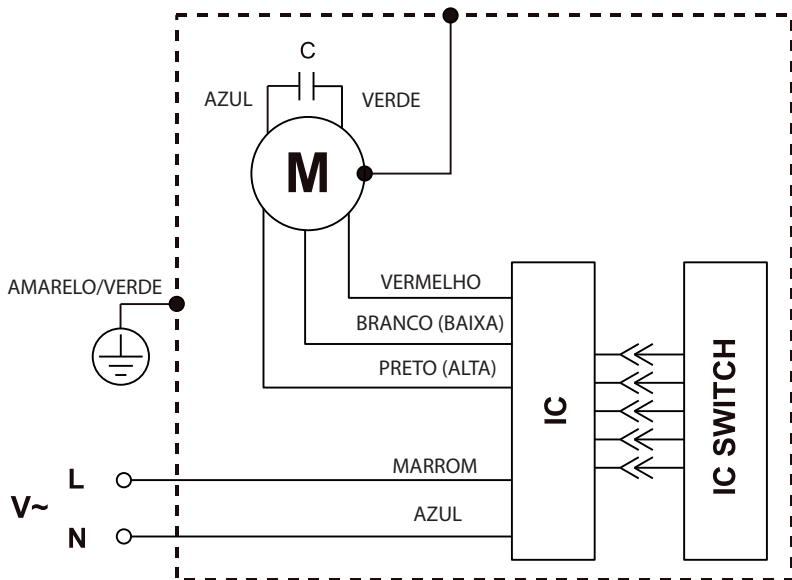 C
AZUL
VERDE
M
AMARELO/VERDE
VERMELHO
BRANCO (BAIXA)
PRETO (ALTA)
IC
IC SWITCH
L
MARROM
V~
N
AZUL